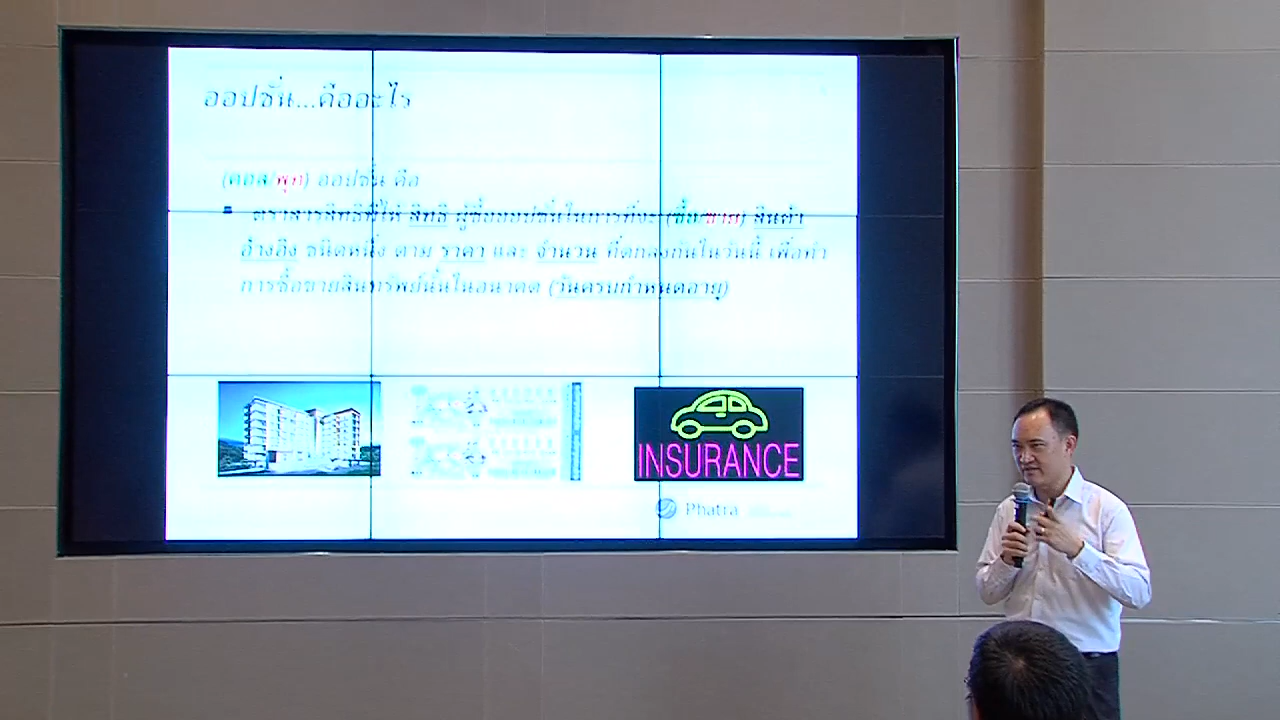 ออปชั่น...คืออะไร
(คอล/พุท) ออปชั่น คือ
ตราสารสิทธิที่ให้ สิทธิ ผู้ซื้อออปชั่นในการที่จะ (ซื้อ/ขาย) สินค้า
อ้างอิง ชนิดหนึ่ง ตาม ราคา และ จำนวน ที่ตกลงกันในวันนี้ เพื่อทำ
การซื้อขายสินทรัพย์นั้นในอนาคต (วันครบกำหนดอายุ)
INSURANCE
Phatra